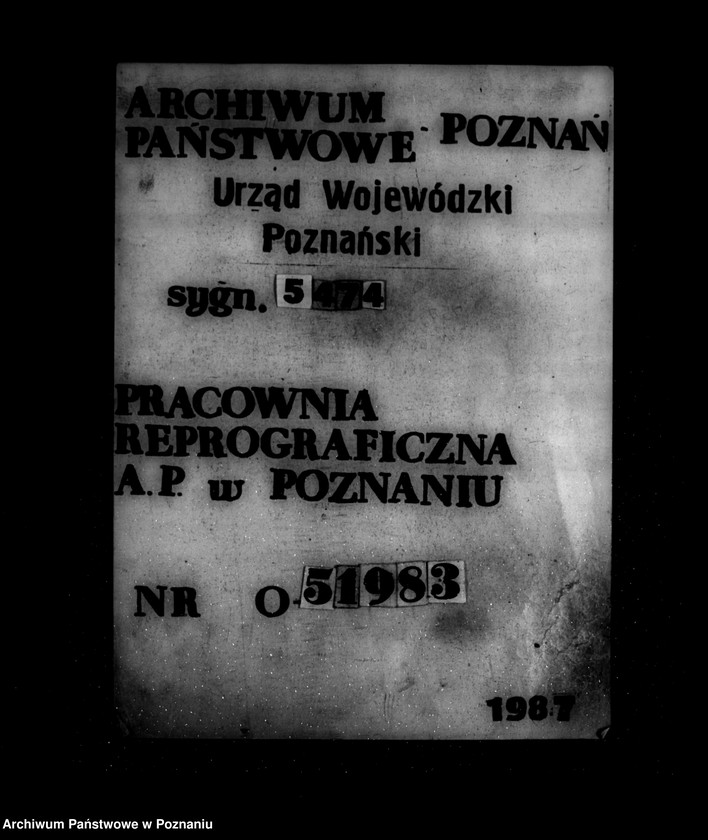 ARCHIWUM
PAŃSTWOWE - POZNAŃ
Urząd Wojewódzki
Poznański
sygn. 5474
PRACOWNIA
REPROGRAFICZNA
A.P. w POZNANIU
NR O-51983
1987
Archiwum Państwowe w Poznaniu